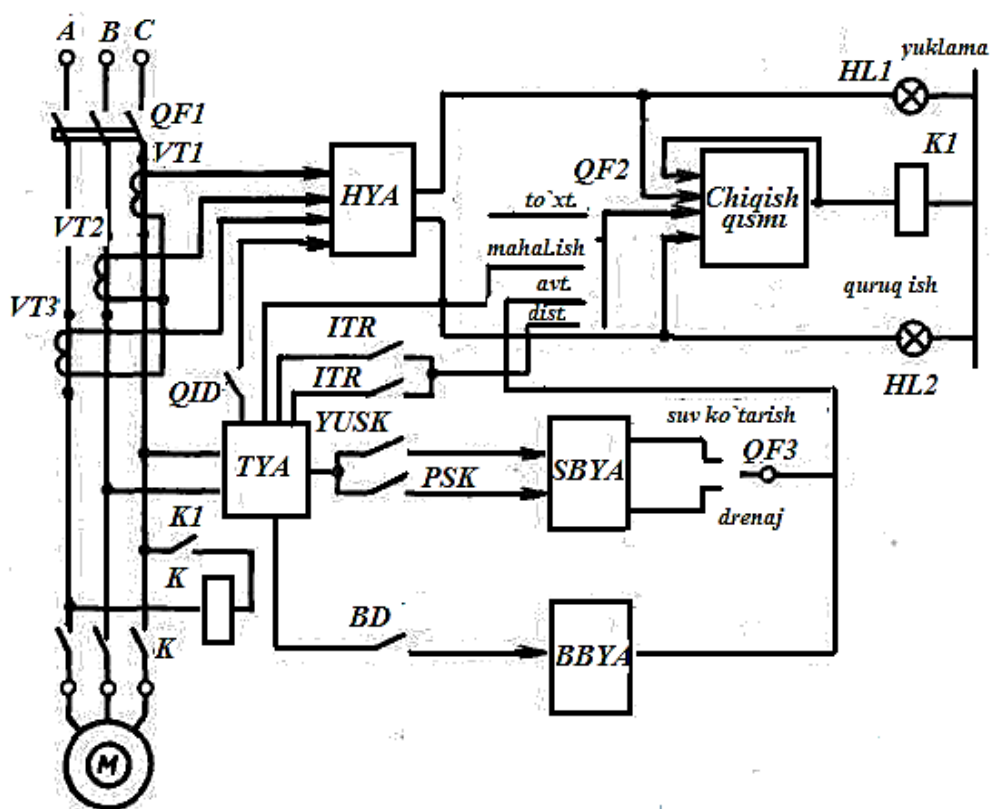 A B C
yuklama
HL1
QF1
VT1
K1
QF2
HYA
Chiqish
qismi
to`xt.
VT2
mahaLish
avt.
quruq ish
VT3
dist.
ITR
HL2
QID
ITR
YUSK
suv ko`tarish
QF3
TYA
PSK
SBYA
drenaj
K1
K
BD
K
BBYA
M